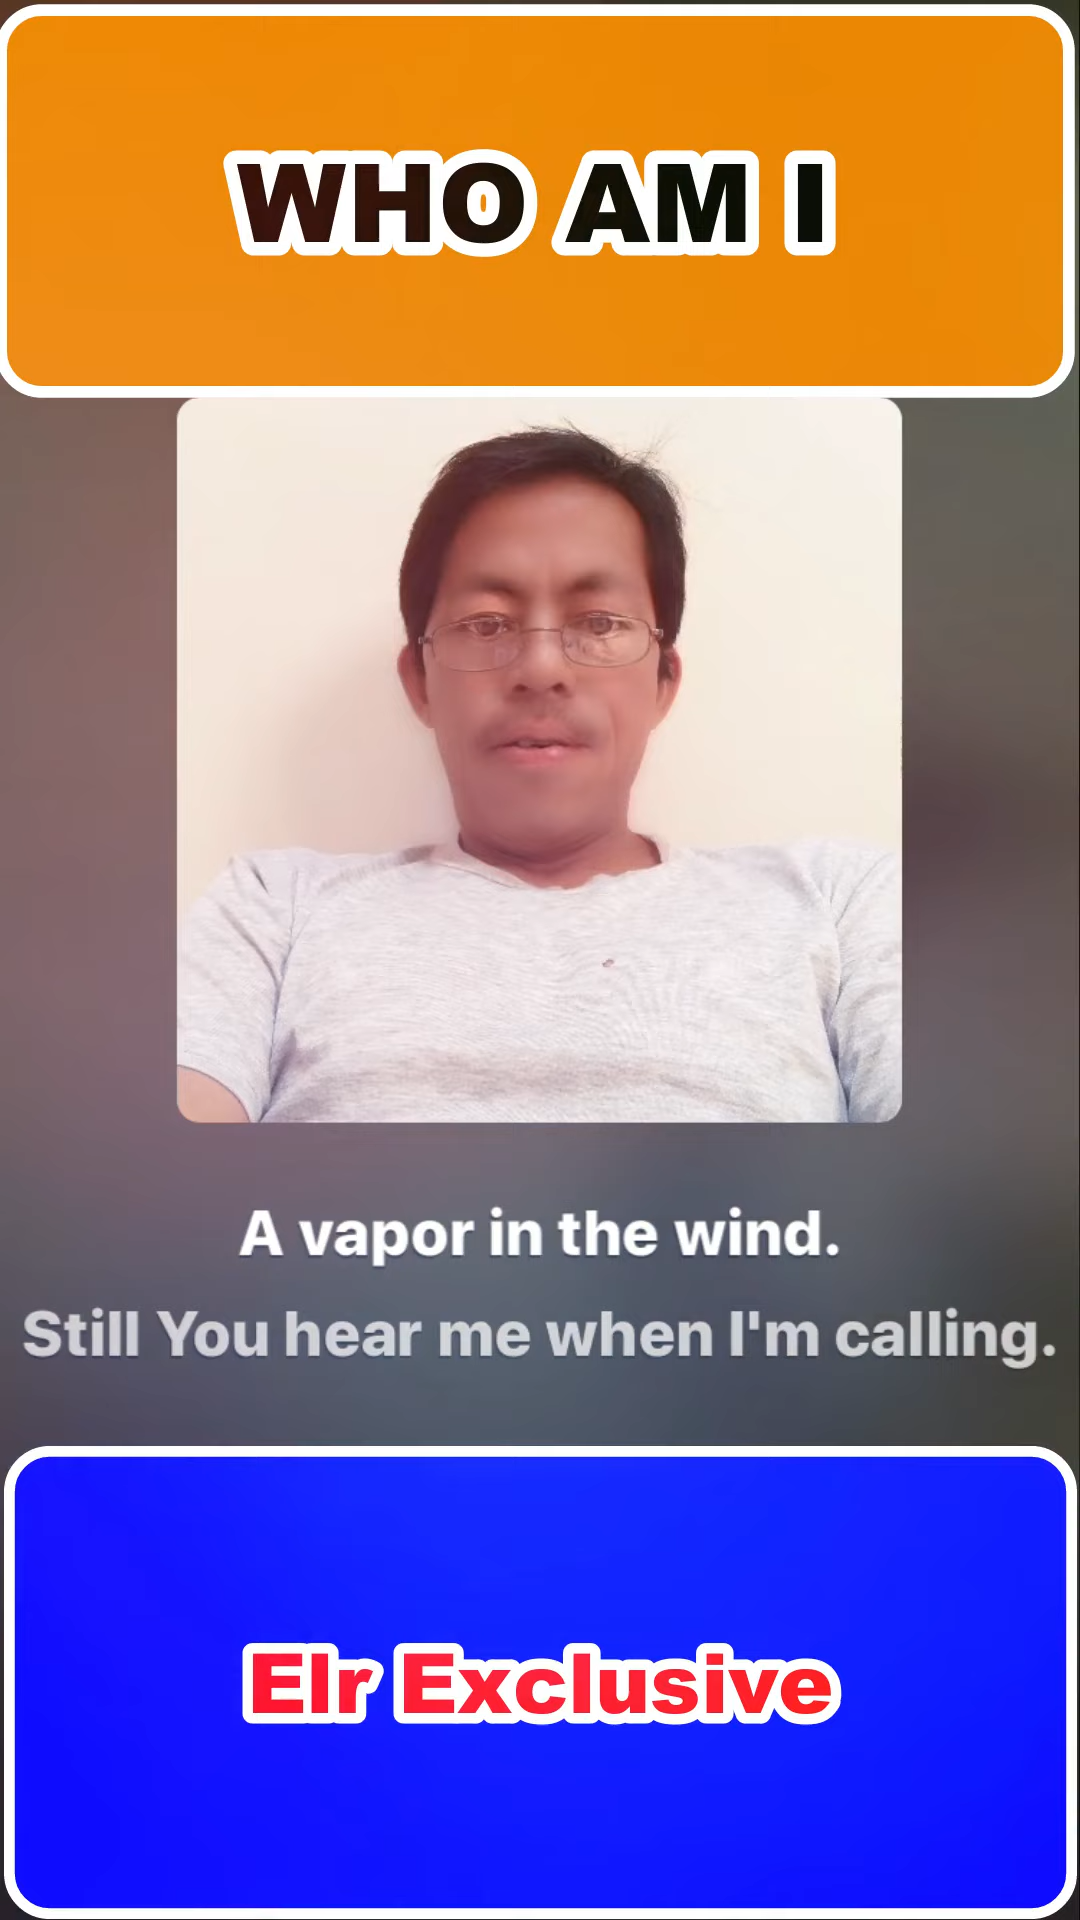 WHO AM I
A vapor in the wind.
Still You hear me when I'm calling.
Elr Exclusive